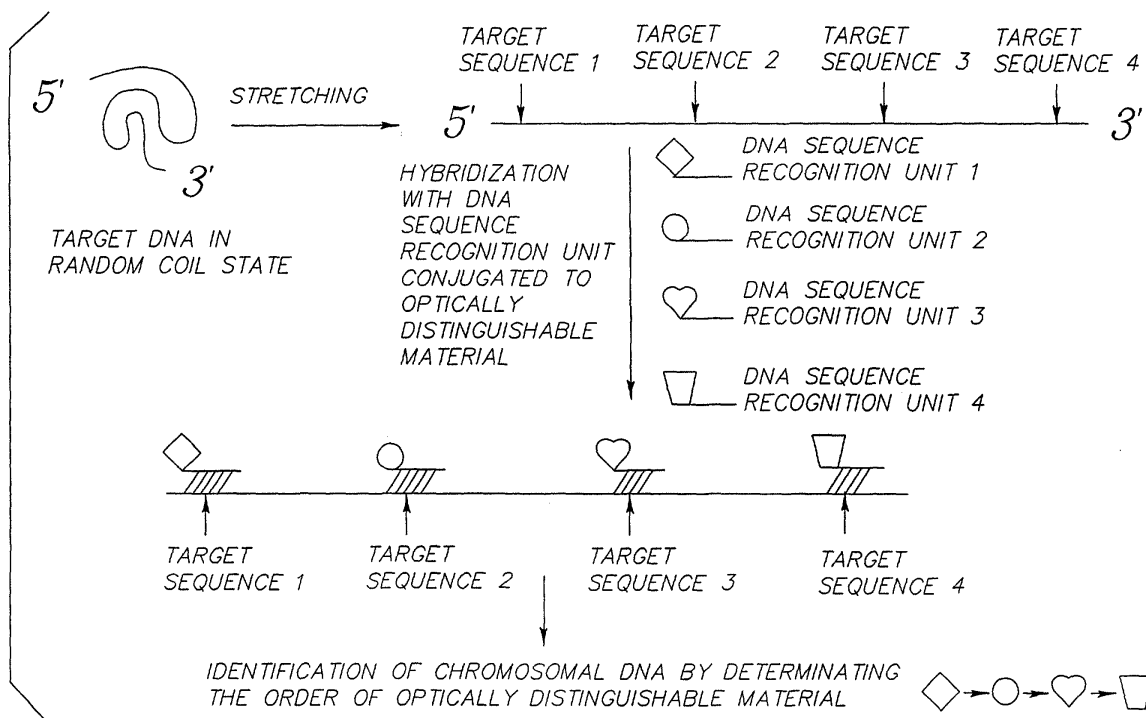 TARGET
SEQUENCE 1
TARGET
SEQUENCE 2
TARGET
SEQUENCE 3
TARGET
SEQUENCE 4
5'
3'
STRETCHING
5'
3'
TARGET DNA IN
RANDOM COIL STATE
HYBRIDIZATION
WITH DNA
SEQUENCE
RECOGNITION UNIT
CONJUGATED TO
OPTICALLY
DISTINGUISHABLE
MATERIAL
DNA SEQUENCE
RECOGNITION UNIT 1
DNA SEQUENCE
RECOGNITION UNIT 2
DNA SEQUENCE
RECOGNITION UNIT 3
DNA SEQUENCE
RECOGNITION UNIT 4
TARGET
SEQUENCE 1
TARGET
SEQUENCE 2
TARGET
SEQUENCE 3
TARGET
SEQUENCE 4
IDENTIFICATION OF CHROMOSOMAL DNA BY DETERMINATING
THE ORDER OF OPTICALLY DISTINGUISHABLE MATERIAL